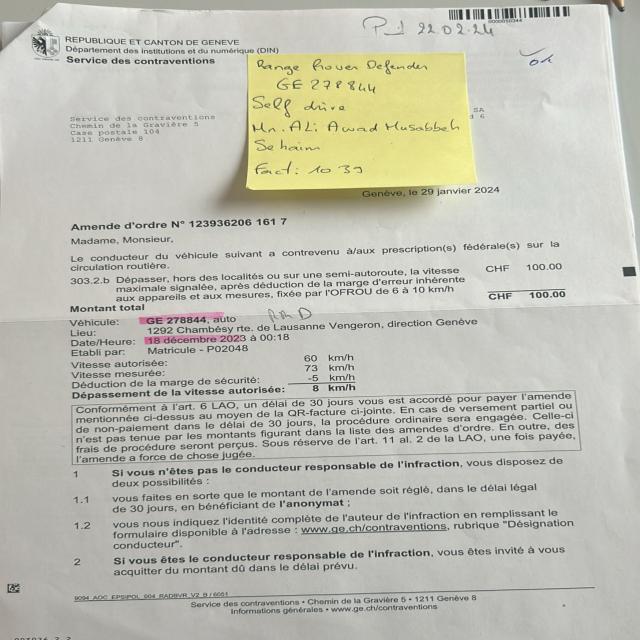 0000050344
P_1 22.02.24
ok
REPUBLIQUE ET CANTON DE GENEVE
Département des institutions et du numérique (DIN)
Service des contraventions
Range Rover Defender
GE 278844
Self drive
Mr. Ali Awad Musabbeh
Sehaim
Fact: 1039
Service des contraventions
Chemin de la Gravière 5
Case postale 104
1211 Genève 8
SA
d 6
Genève, le 29 janvier 2024
Amende d'ordre N° 123936206 161 7
Madame, Monsieur,
Le conducteur du véhicule suivant a contrevenu à/aux prescription(s) fédérale(s) sur la
circulation routière.
303.2.b Dépasser, hors des localités ou sur une semi-autoroute, la vitesse CHF 100.00
maximale signalée, après déduction de la marge d'erreur inhérente
aux appareils et aux mesures, fixée par l'OFROU de 6 à 10 km/h
Montant total CHF 100.00
Véhicule: GE 278844, auto
Lieu: 1292 Chambésy rte. de Lausanne Vengeron, direction Genève
Date/Heure: 18 décembre 2023 à 00:18
Etabli par: Matricule - P02048
Vitesse autorisée: 60 km/h
Vitesse mesurée: 73 km/h
Déduction de la marge de sécurité: -5 km/h
Dépassement de la vitesse autorisée: 8 km/h
Conformément à l'art. 6 LAO, un délai de 30 jours vous est accordé pour payer l'amende
mentionnée ci-dessus au moyen de la QR-facture ci-jointe. En cas de versement partiel ou
de non-paiement dans le délai de 30 jours, la procédure ordinaire sera engagée. Celle-ci
n'est pas tenue par les montants figurant dans la liste des amendes d'ordre. En outre, des
frais de procédure seront perçus. Sous réserve de l'art. 11 al. 2 de la LAO, une fois payée,
l'amende a force de chose jugée.
1 Si vous n'êtes pas le conducteur responsable de l'infraction, vous disposez de
deux possibilités :
1.1 vous faites en sorte que le montant de l'amende soit réglé, dans le délai légal
de 30 jours, en bénéficiant de l'anonymat ;
1.2 vous nous indiquez l'identité complète de l'auteur de l'infraction en remplissant le
formulaire disponible à l'adresse : www.ge.ch/contraventions, rubrique "Désignation
conducteur".
2 Si vous êtes le conducteur responsable de l'infraction, vous êtes invité à vous
acquitter du montant dû dans le délai prévu.
9094_AOC_EPSIPOL_004_RADBVR_V2_B / 6051
Service des contraventions • Chemin de la Gravière 5 • 1211 Genève 8
Informations générales • www.ge.ch/contraventions